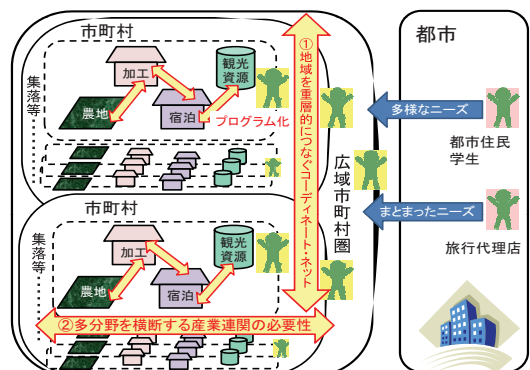 市町村
集落等
加工
観光
資源
農地
宿泊
プログラム化
①地域を重層的につなぐコーディネート・ネット
広域市町村圏
市町村
集落等
加工
観光
資源
農地
宿泊
②多分野を横断する産業連関の必要性
都市
多様なニーズ
都市住民
学生
まとまったニーズ
旅行代理店